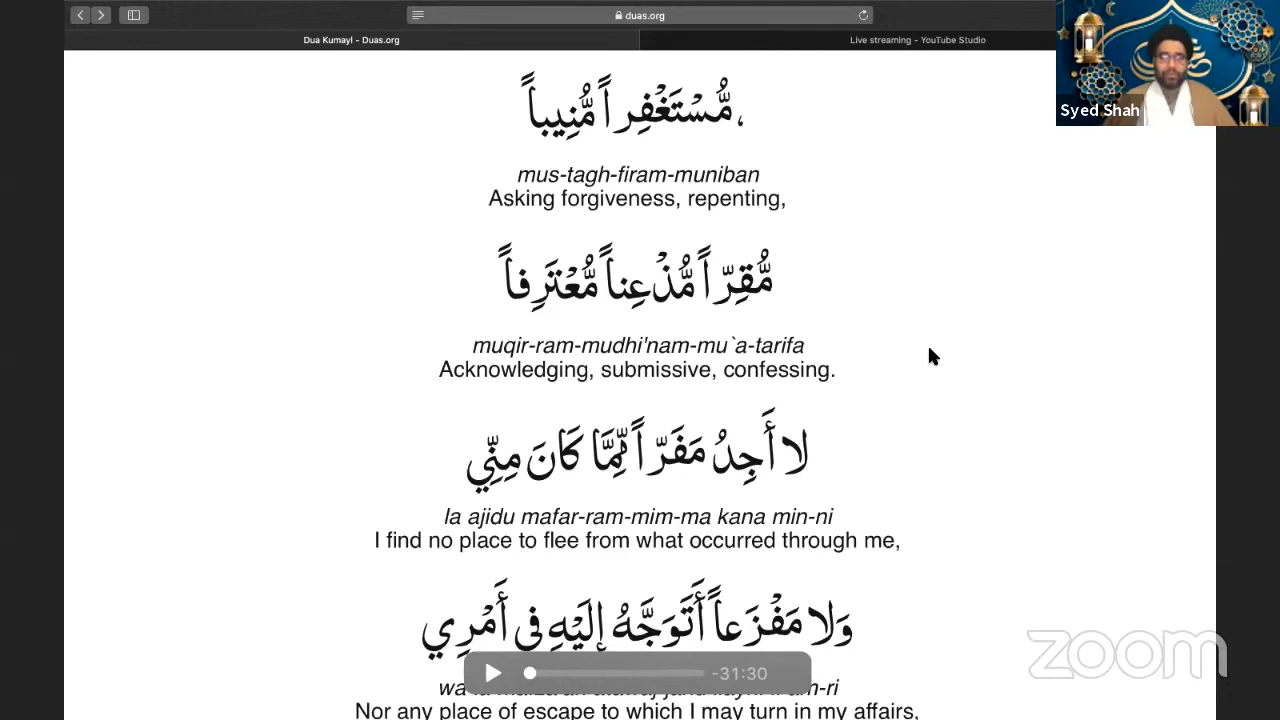 duas.org
Dua Kumayl - Duas.org
Live streaming - YouTube Studio
Syed Shah
،مُّسْتَغْفِراً مُّنِيباً
mus-tagh-firam-muniban
Asking forgiveness, repenting,
مُّقِرّاً مُّذْعِناً مُّعْتَرِفاً
muqir-ram-mudhi'nam-mu`a-tarifa
Acknowledging, submissive, confessing.
لا أَجِدُ مَفَرّاً مِّمَّا كَانَ مِنِّي
la ajidu mafar-ram-mim-ma kana min-ni
I find no place to flee from what occurred through me,
وَلا مَفْزَعاً أَتَوَجَّهُ إِلَيْهِ فِي أَمْرِي
-31:30
Nor any place of escape to which I may turn in my affairs,
zoom